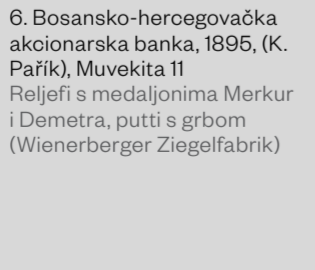 6. Bosansko-hercegovačka
akcionarska banka, 1895, (K.
Pařík), Muvekita 11
Reljefi s medaljonima Merkur
i Demetra, putti s grbom
(Wienerberger Ziegelfabrik)